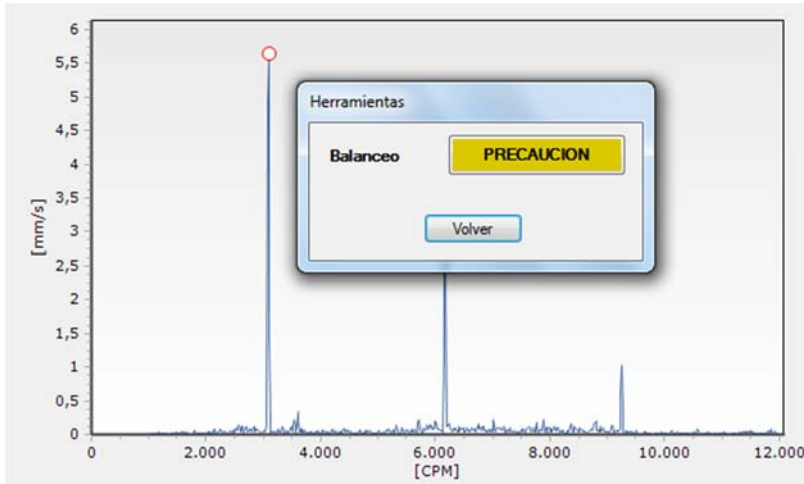 6
5,5
5
4,5
4
3,5
3
2,5
2
1,5
1
0,5
0
[mm/s]
Herramientas
Balanceo PRECAUCION
Volver
0 2.000 4.000 6.000 8.000 10.000 12.000
[CPM]